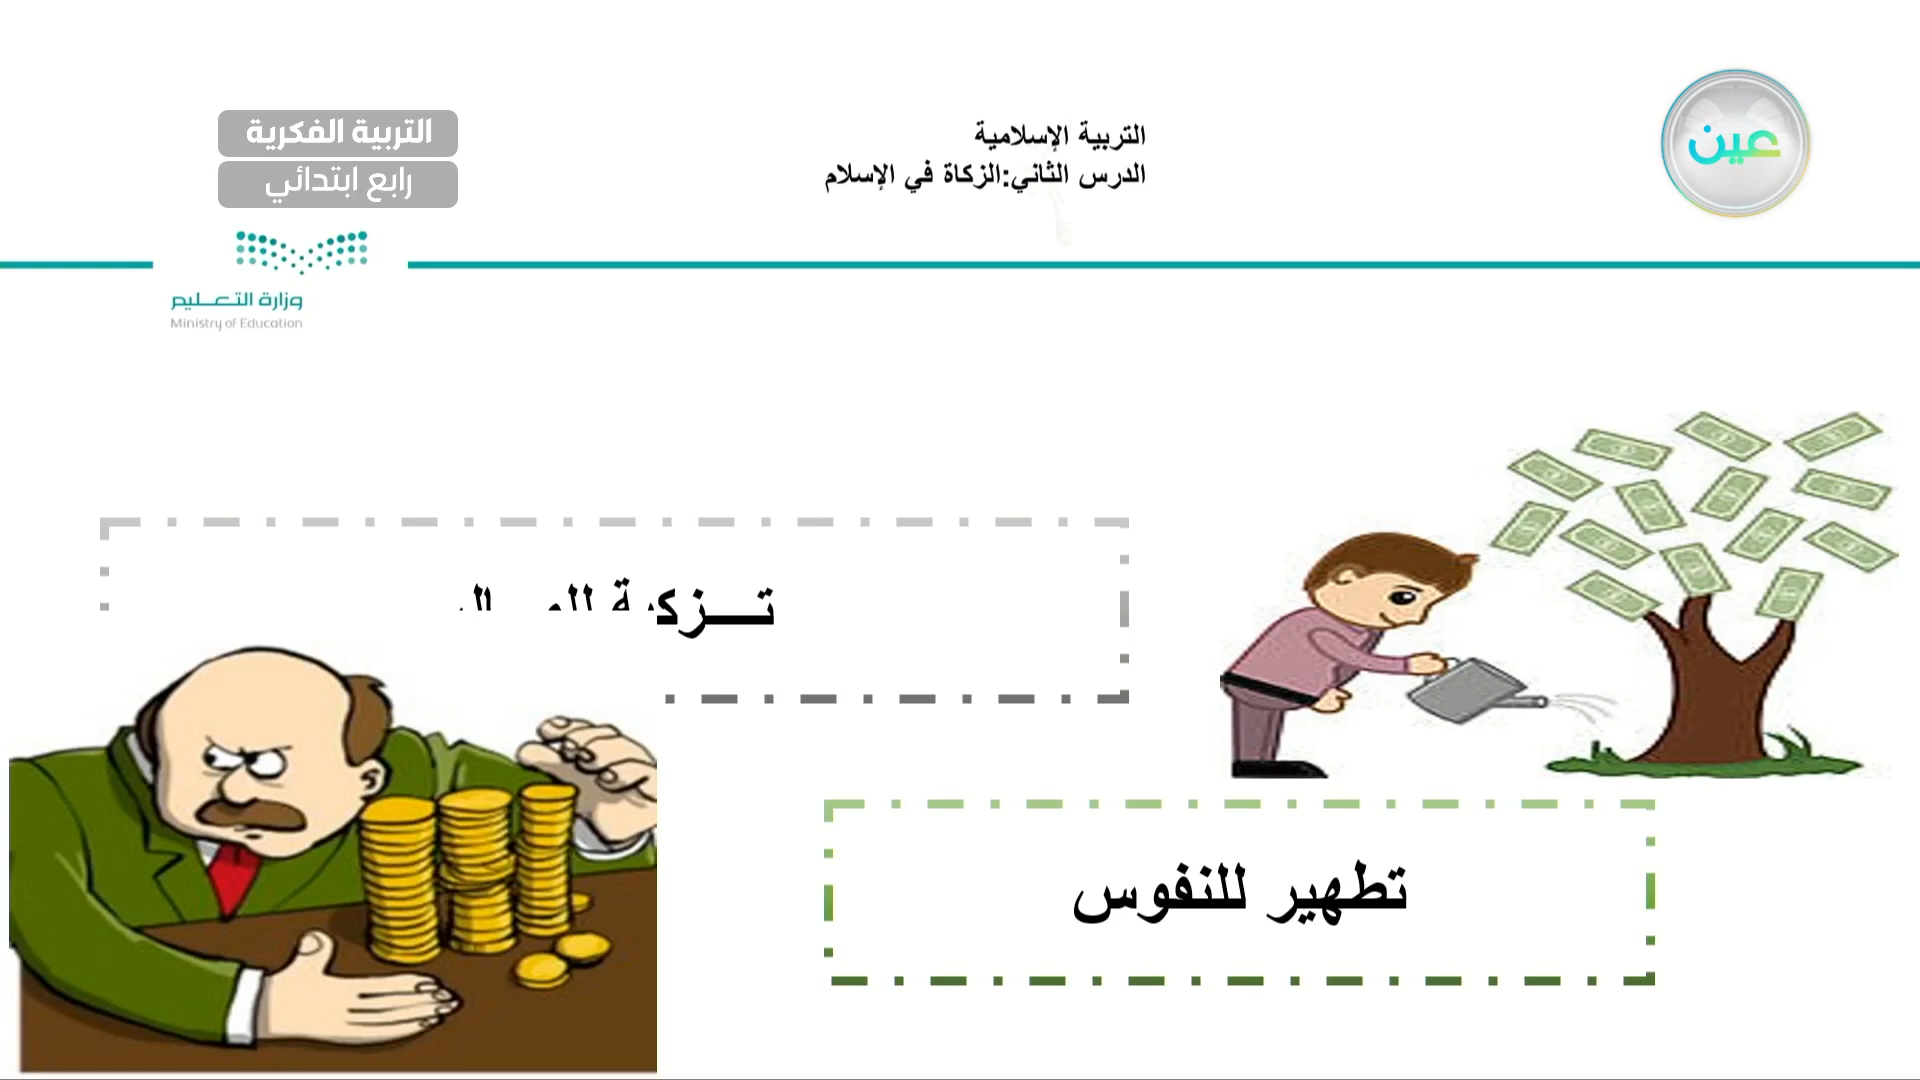 التربية الإسلامية
الدرس الثاني:الزكاة في الإسلام
عين
التربية الفكرية
رابع ابتدائي
وزارة التعليم
Ministry of Education
تطهير للنفوس